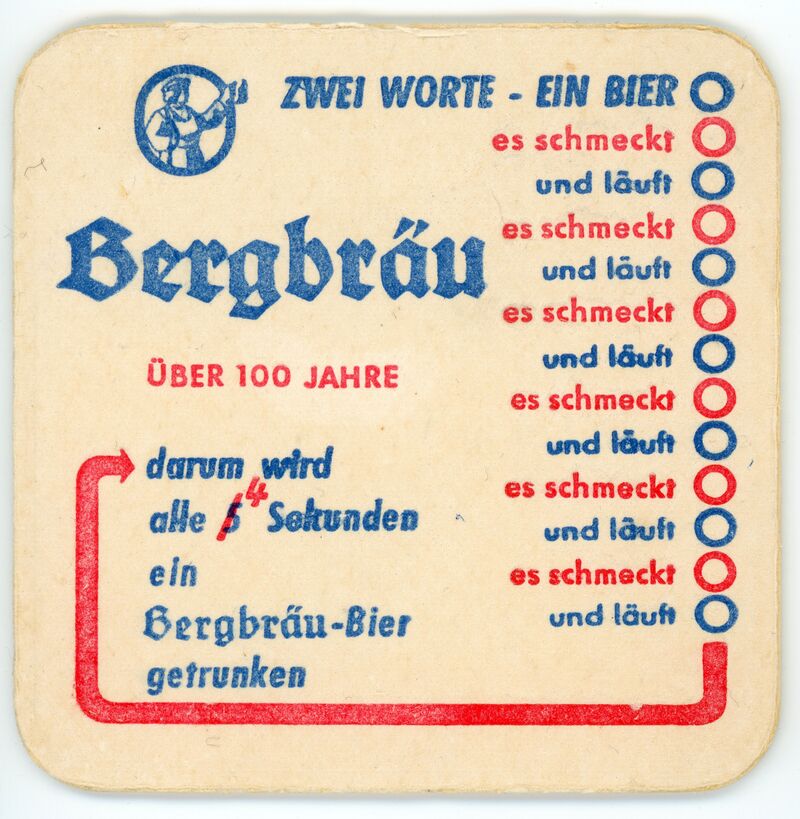 ZWEI WORTE - EIN BIER
es schmeckt
und läuft
es schmeckt
und läuft
es schmeckt
und läuft
es schmeckt
und läuft
es schmeckt
und läuft
es schmeckt
und läuft
Bergbräu
ÜBER 100 JAHRE
darum wird
alle 5 4 Sekunden
ein
Bergbräu-Bier
getrunken